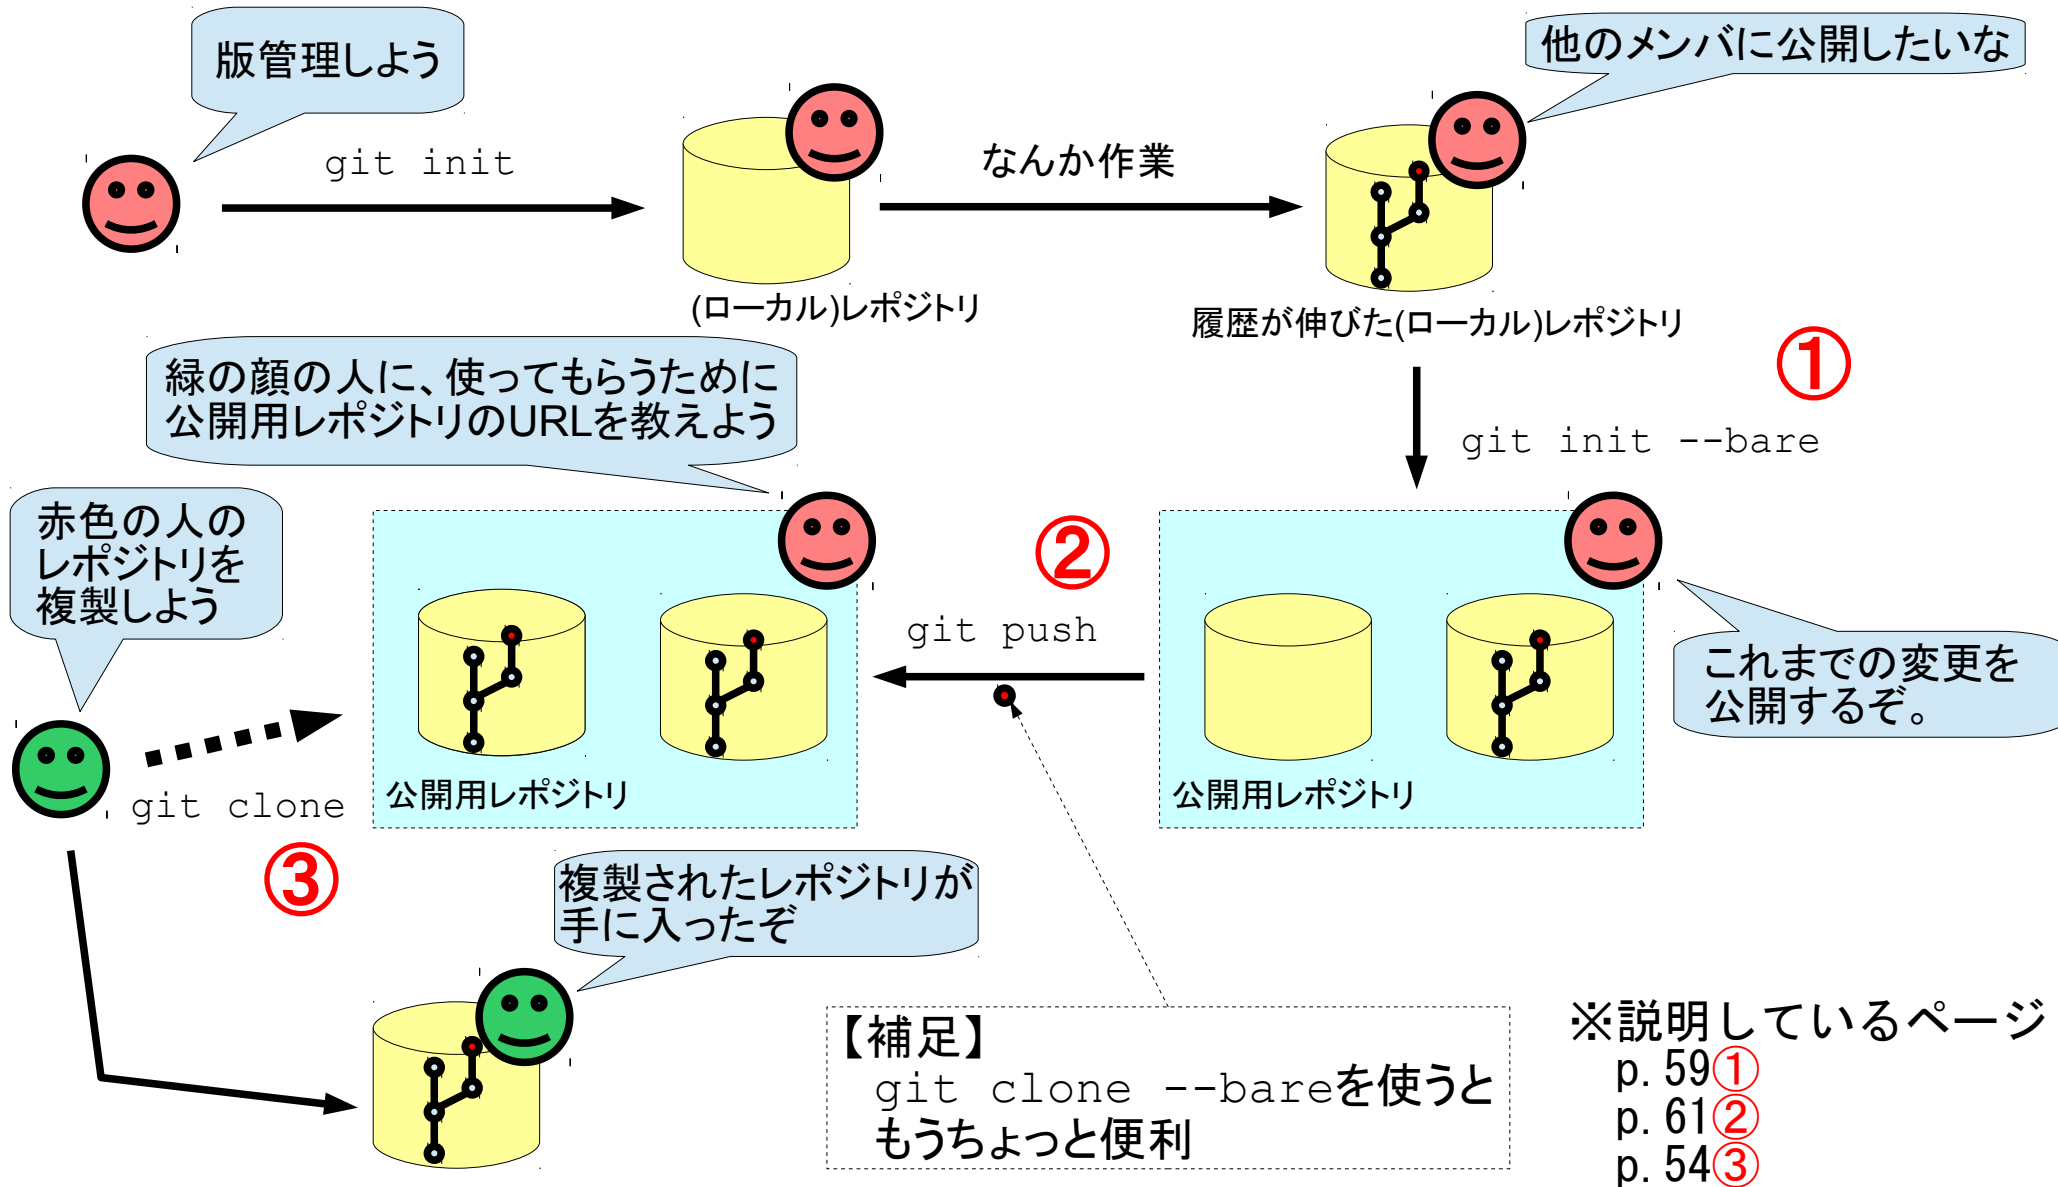 版管理しよう
他のメンバに公開したいな
git init
なんか作業
(ローカル)レポジトリ
履歴が伸びた(ローカル)レポジトリ
①
git init --bare
緑の顔の人に、使ってもらうために
公開用レポジトリのURLを教えよう
赤色の人の
レポジトリを
複製しよう
②
git push
これまでの変更を
公開するぞ。
公開用レポジトリ
公開用レポジトリ
git clone
③
複製されたレポジトリが
手に入ったぞ
【補足】
git clone --bareを使うと
もうちょっと便利
※説明しているページ
p. 59①
p. 61②
p. 54③